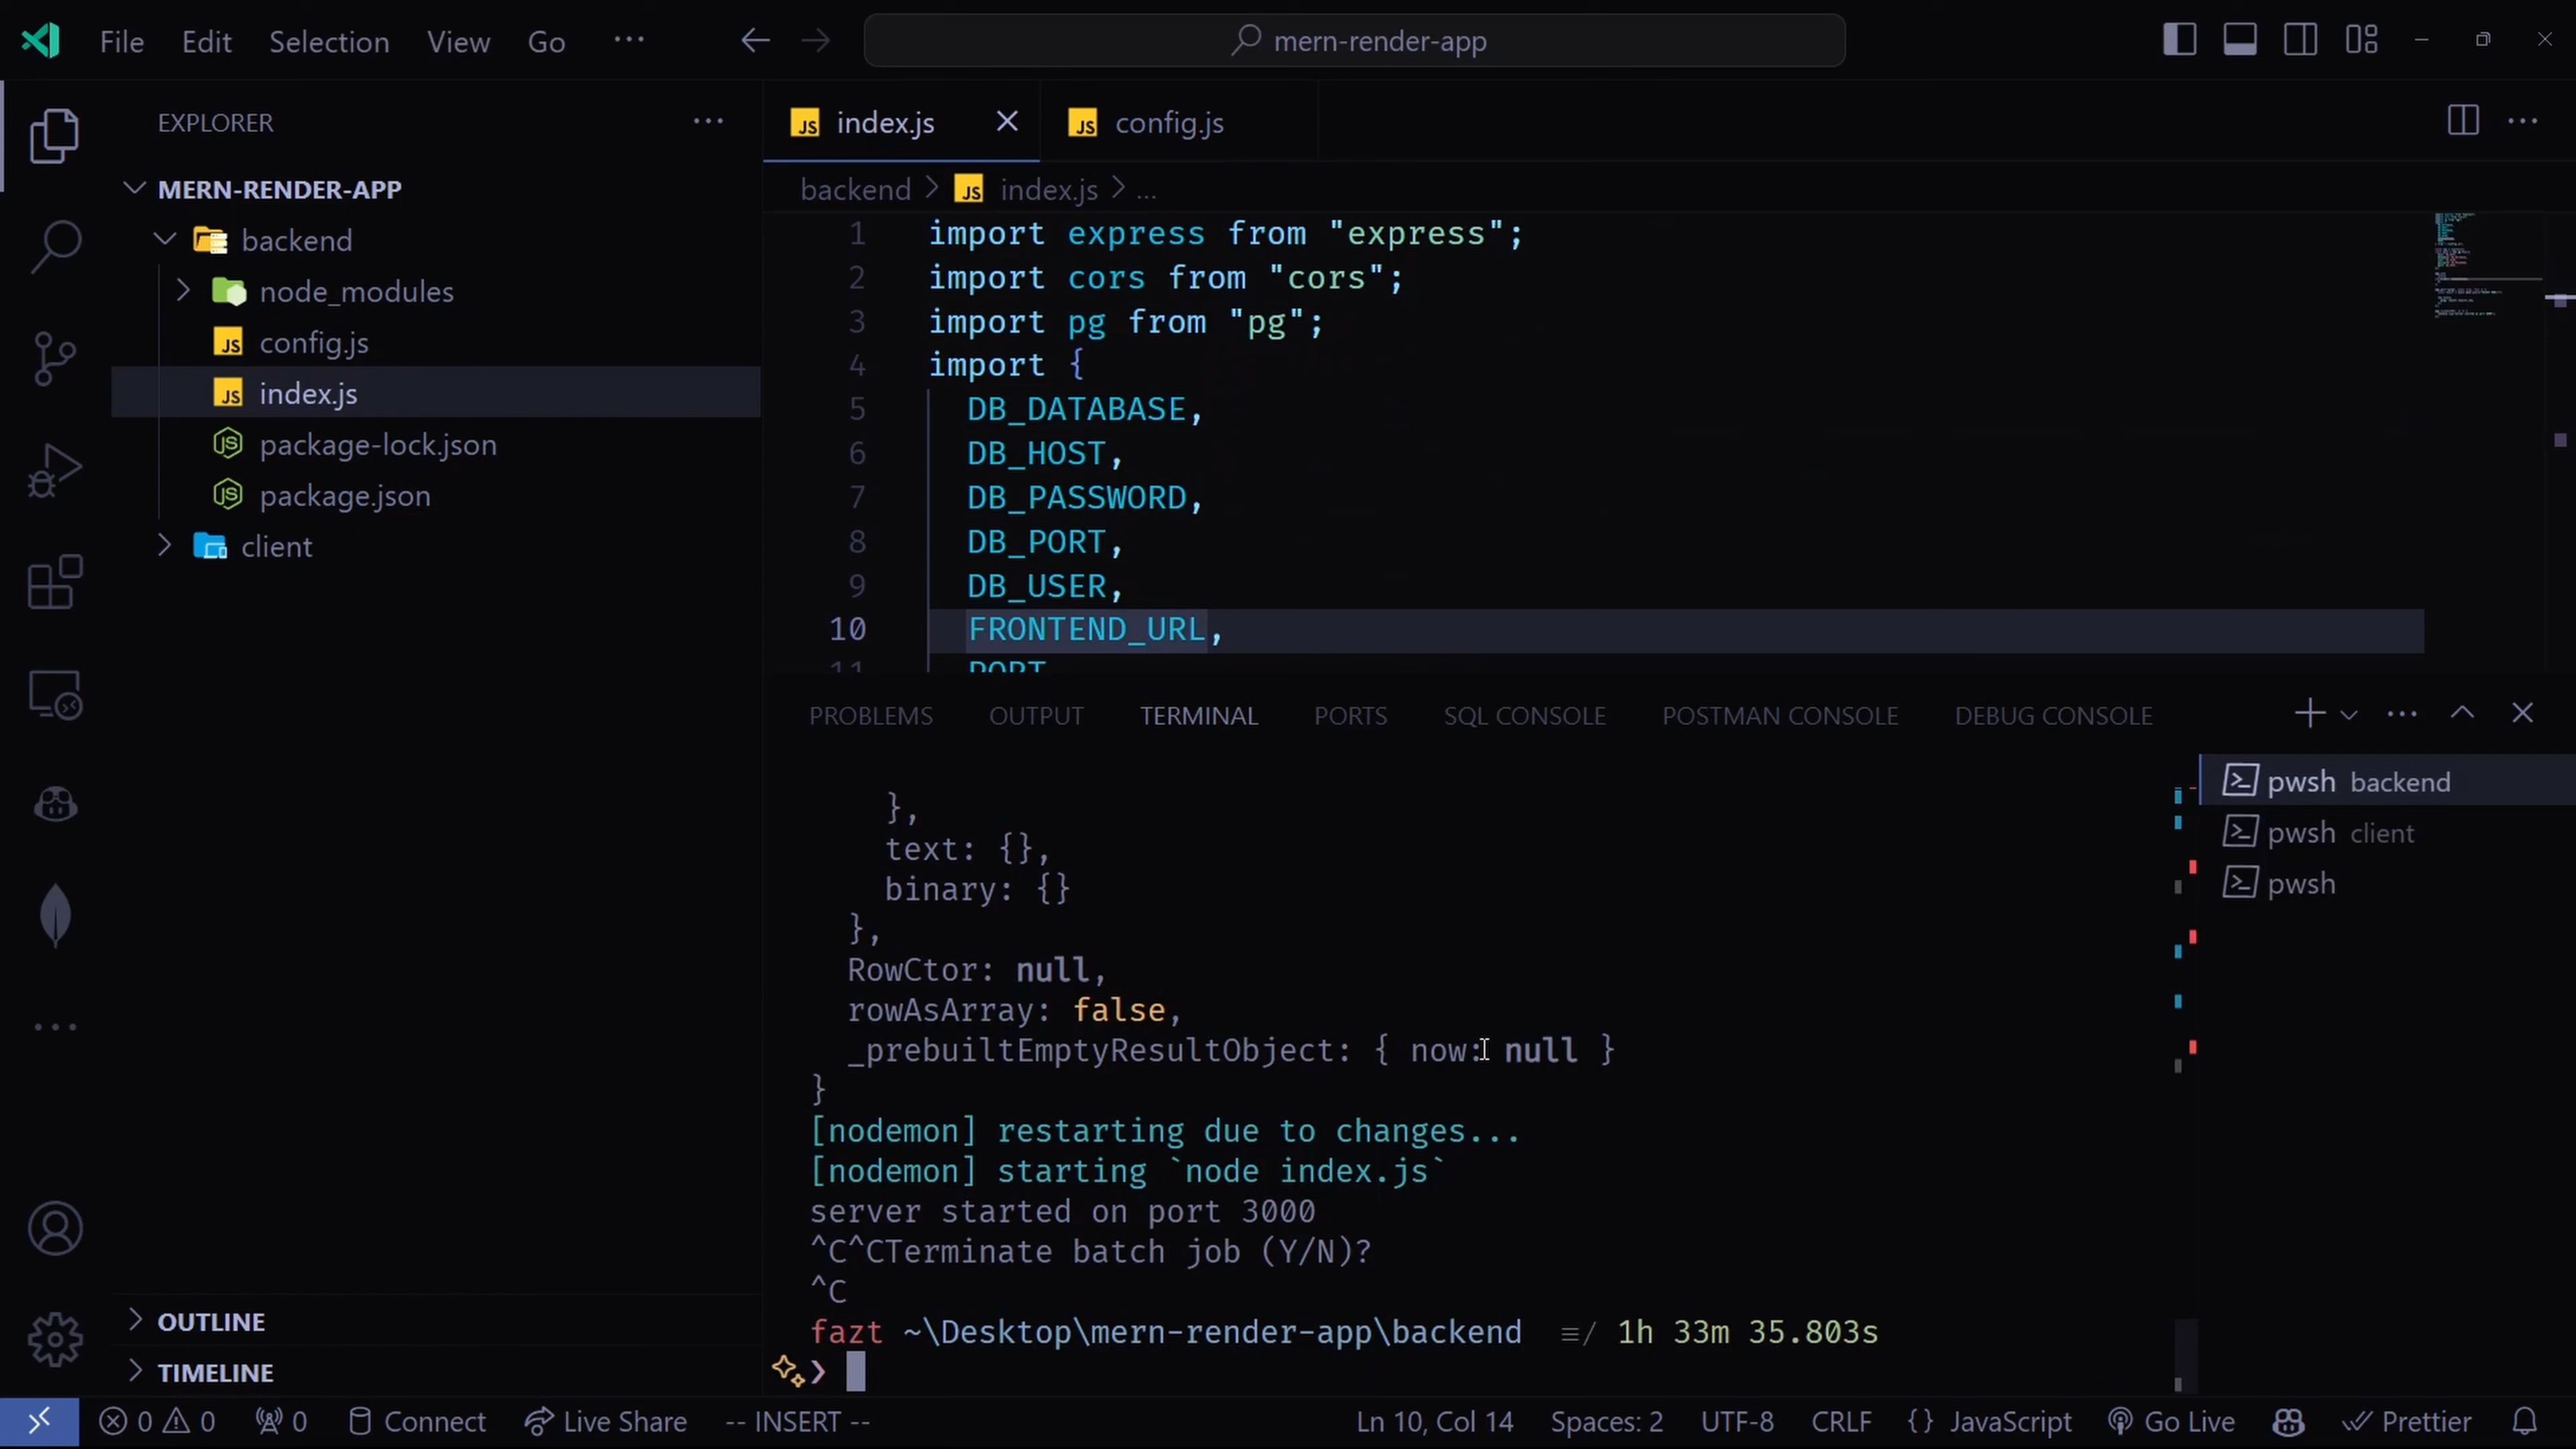 File Edit Selection View Go ...
mern-render-app
EXPLORER
MERN-RENDER-APP
backend
node_modules
JS config.js
JS index.js
package-lock.json
package.json
client
OUTLINE
TIMELINE
JS index.js
JS config.js
backend > JS index.js > ...
1 import express from "express";
2 import cors from "cors";
3 import pg from "pg";
4 import {
5 DB_DATABASE,
6 DB_HOST,
7 DB_PASSWORD,
8 DB_PORT,
9 DB_USER,
10 FRONTEND_URL,
11 PORT
PROBLEMS OUTPUT TERMINAL PORTS SQL CONSOLE POSTMAN CONSOLE DEBUG CONSOLE
},
text: {},
binary: {}
},
RowCtor: null,
rowAsArray: false,
_prebuiltEmptyResultObject: { now: null }
}
[nodemon] restarting due to changes...
[nodemon] starting `node index.js`
server started on port 3000
^C^CTerminate batch job (Y/N)?
^C
fazt ~\Desktop\mern-render-app\backend ≡/ 1h 33m 35.803s
❯
pwsh backend
pwsh client
pwsh
0 0 0 Connect Live Share -- INSERT -- Ln 10, Col 14 Spaces: 2 UTF-8 CRLF {} JavaScript Go Live Prettier